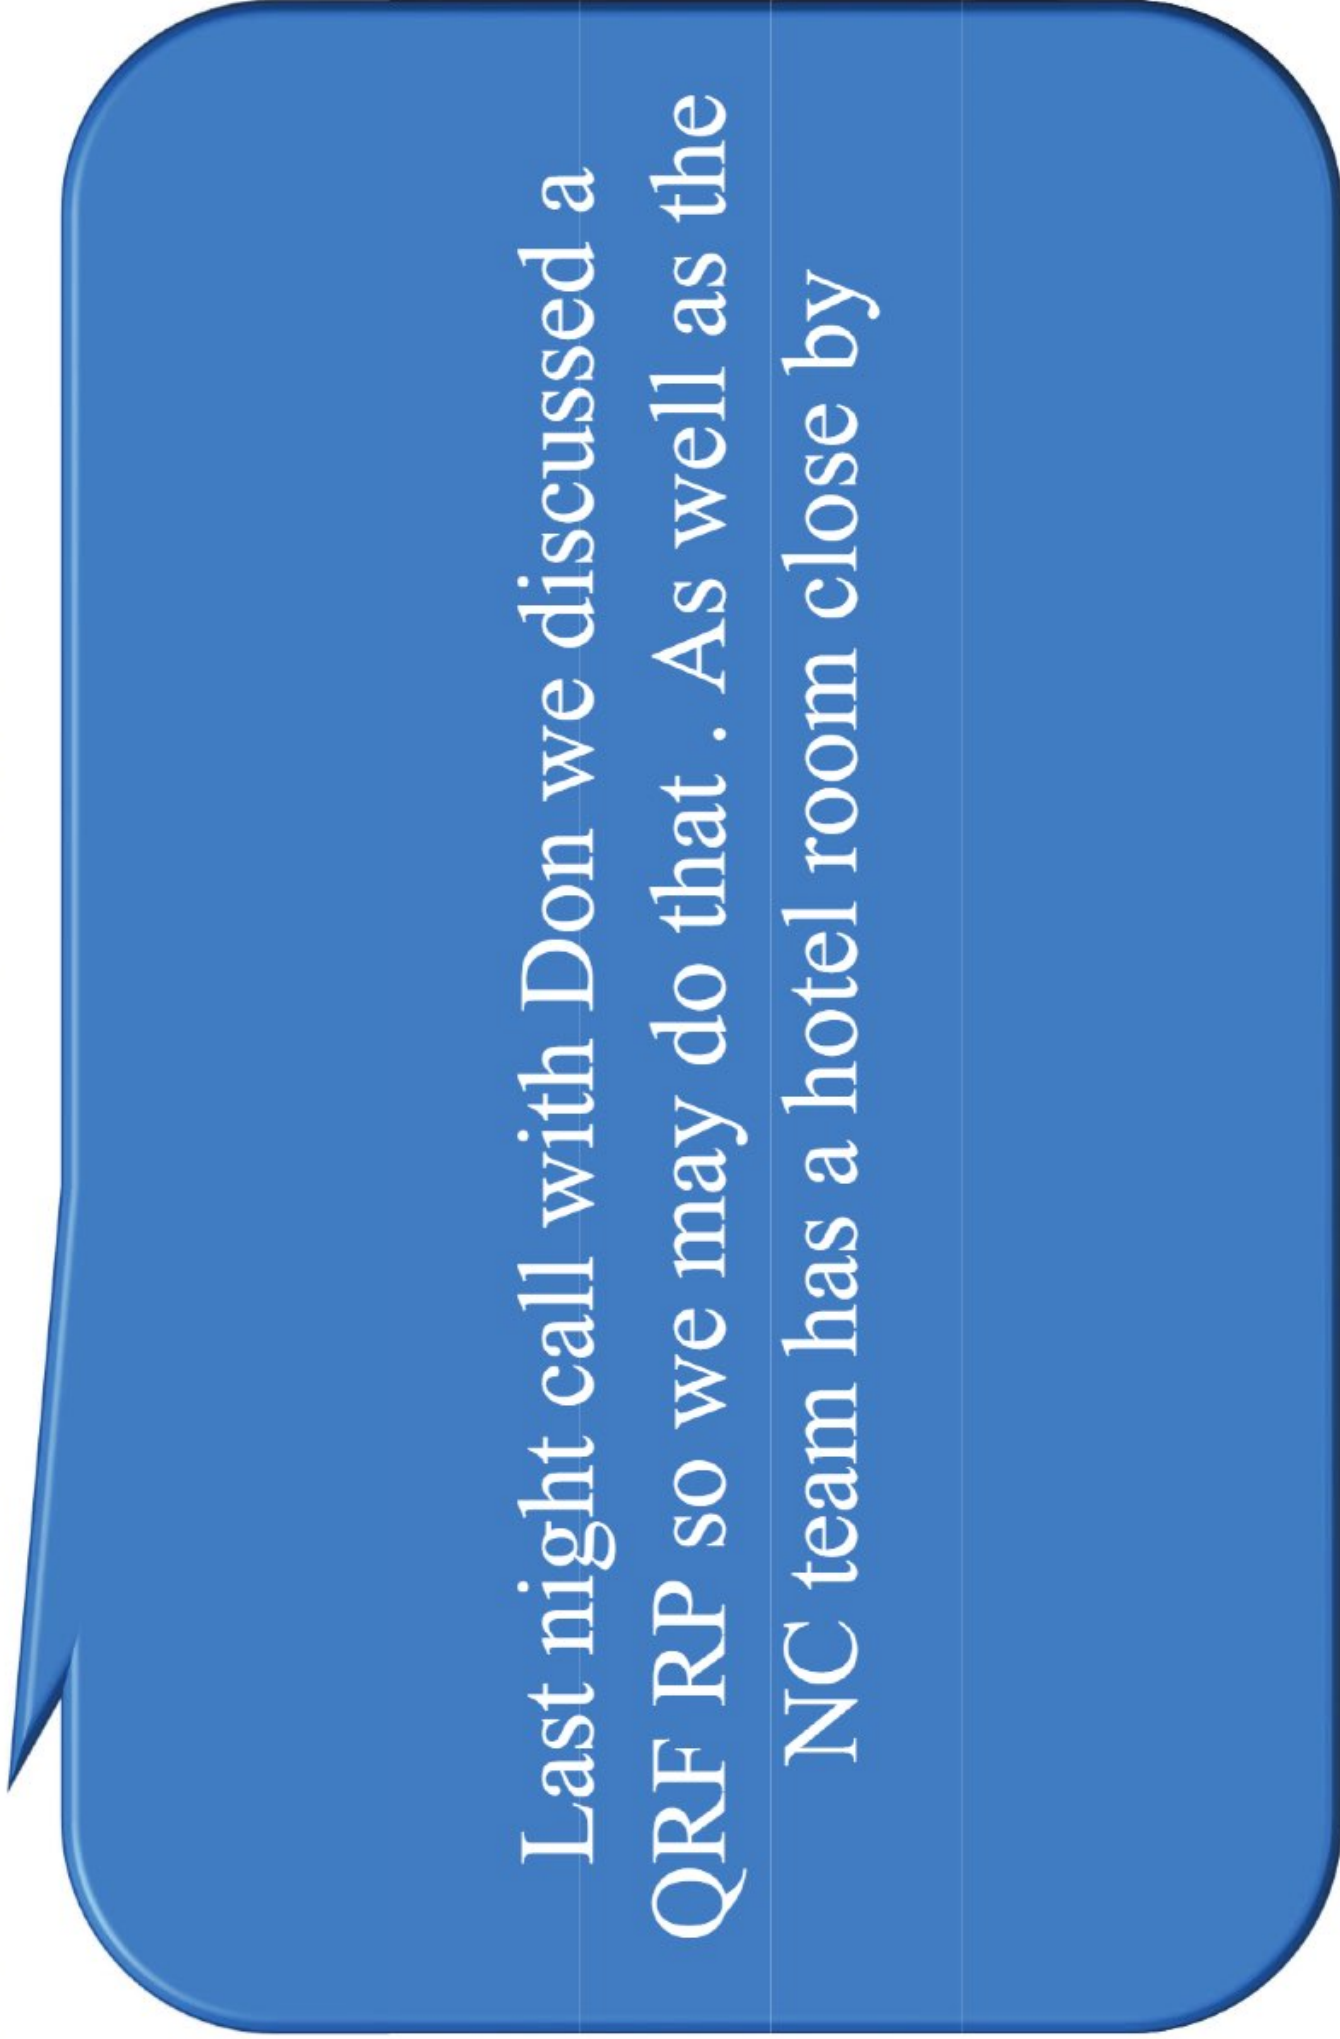 Last night call with Don we discussed a
QRF RP so we may do that . As well as the
NC team has a hotel room close by